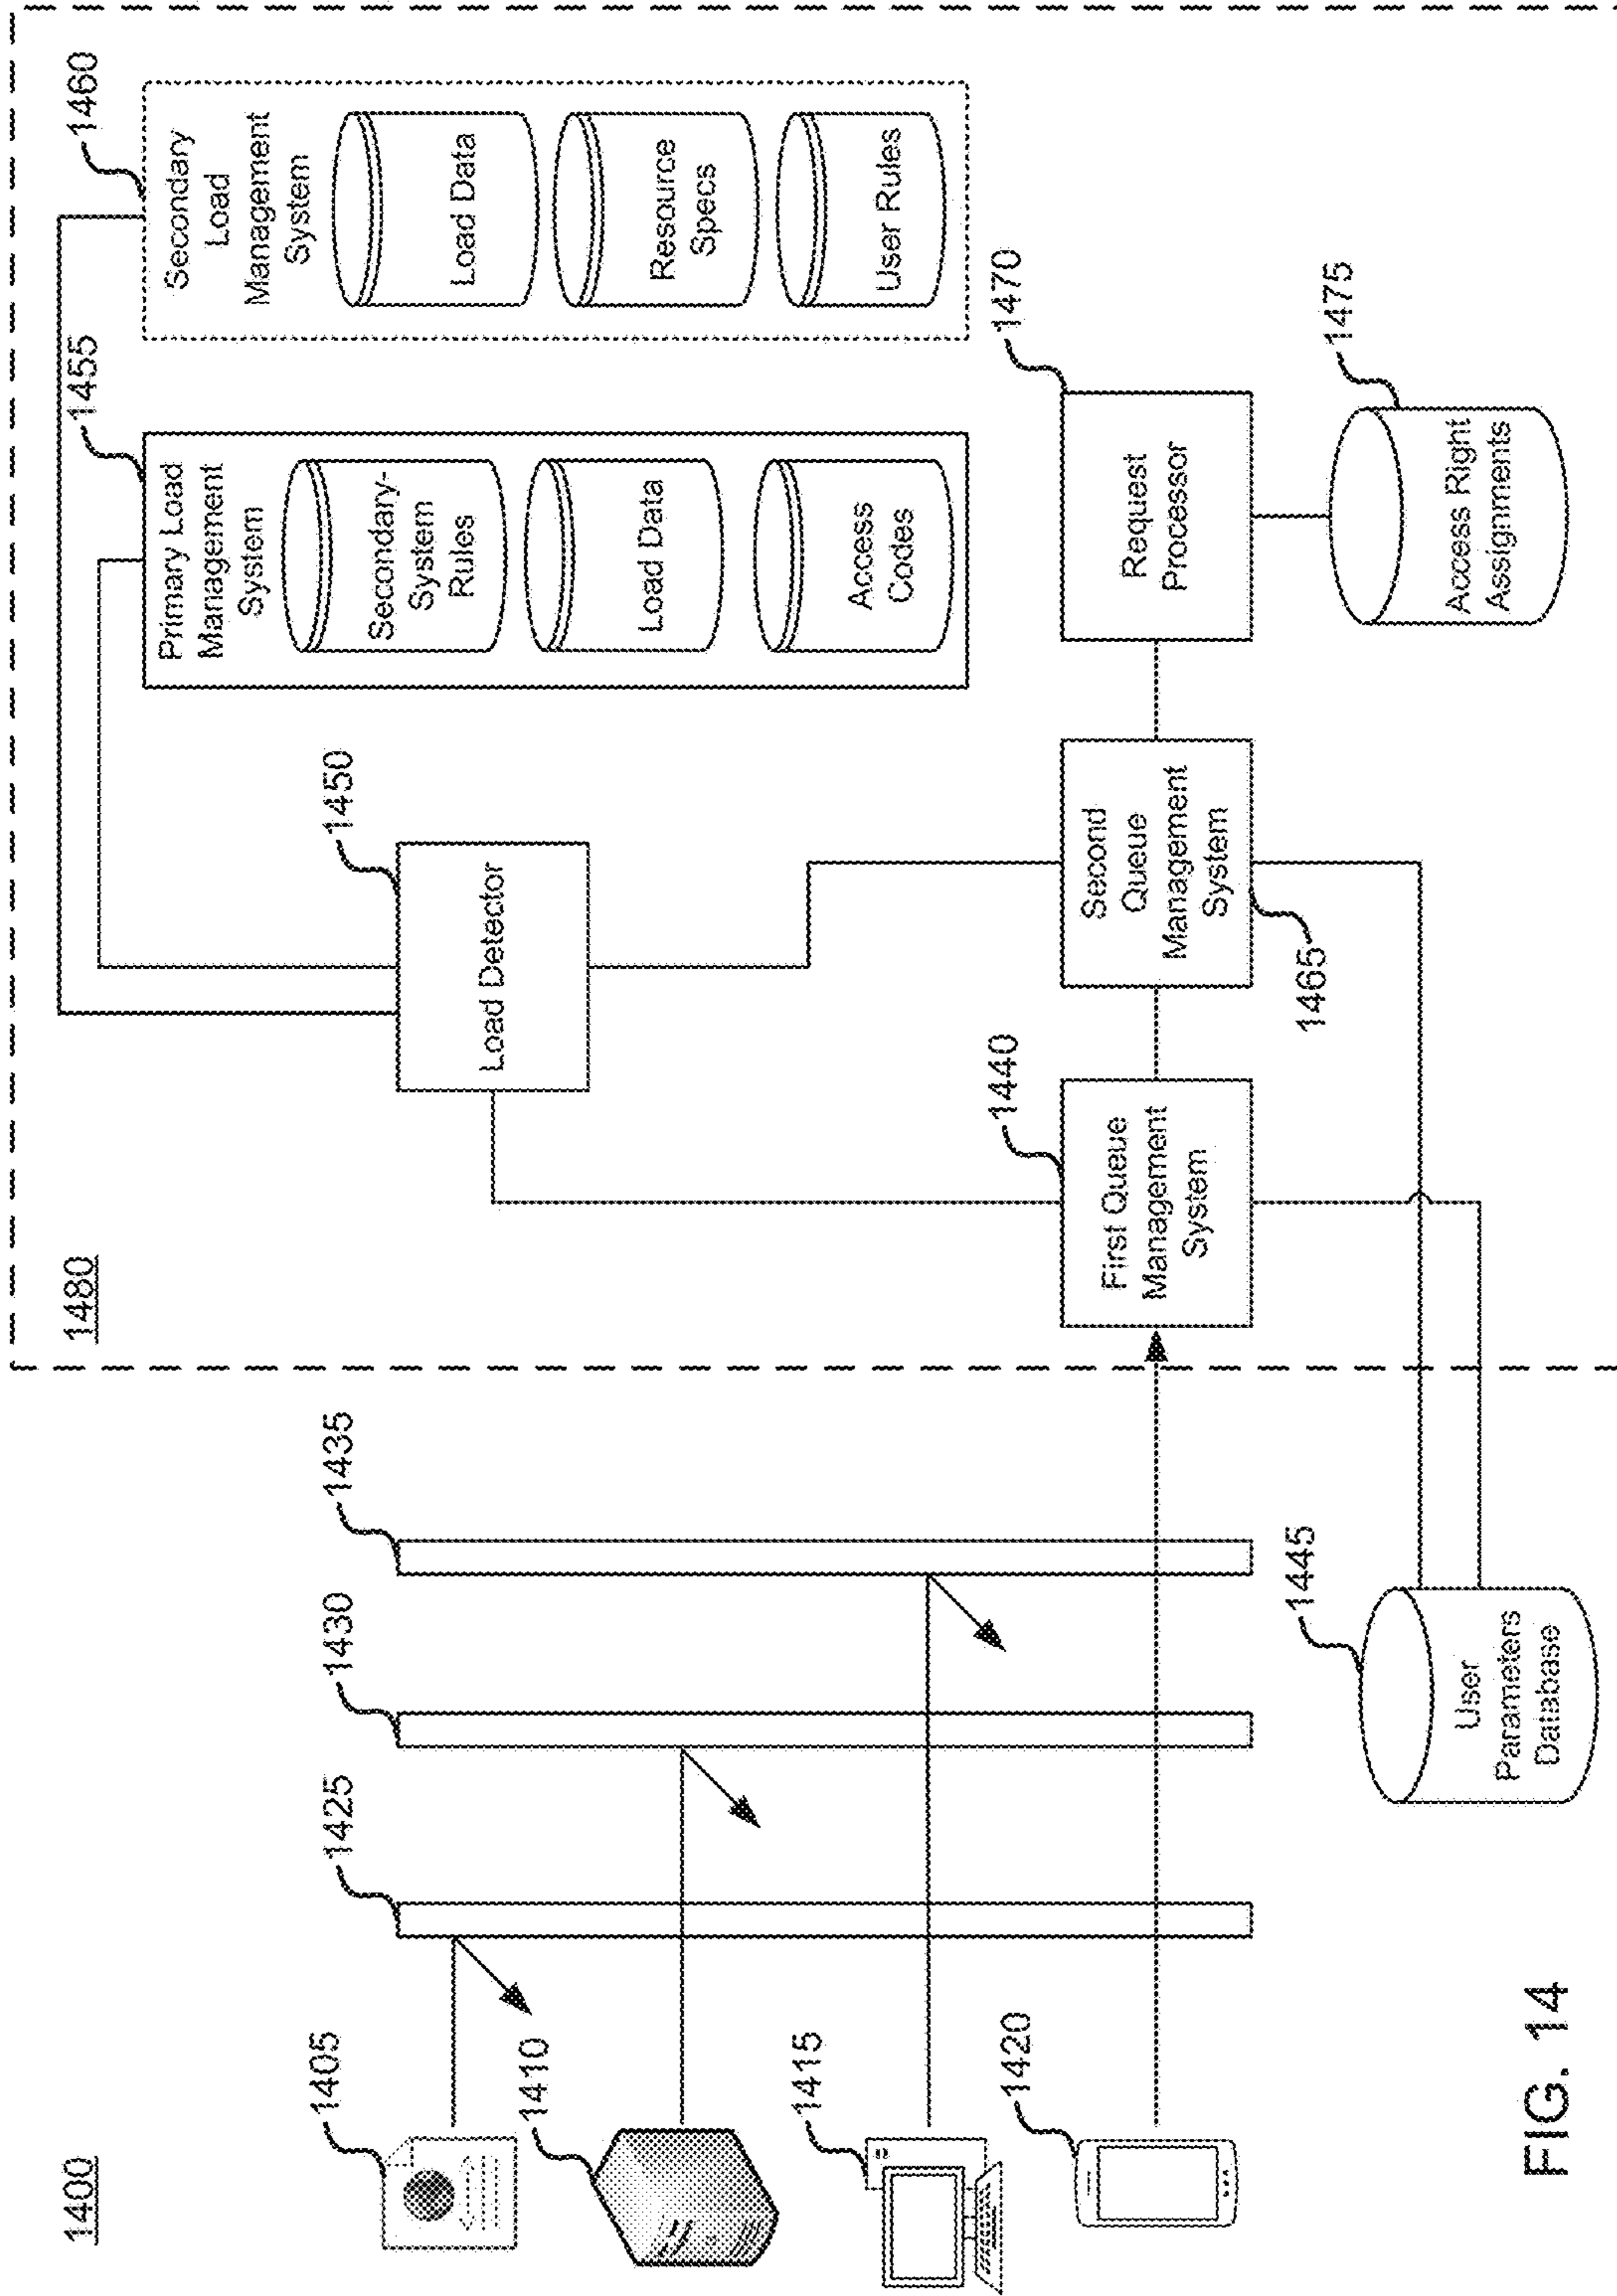 1400
1405
1410
1415
1420
1425
1430
1435
1445
User
Parameters
Database
1480
1440
First Queue
Management
System
1450
Load Detector
Second
Queue
Management
System
1465
1455
Primary Load
Management
System
Secondary-
System
Rules
Load Data
Access
Codes
1460
Secondary
Load
Management
System
Load Data
Resource
Specs
User Rules
1470
Request
Processor
1475
Access Right
Assignments
FIG. 14